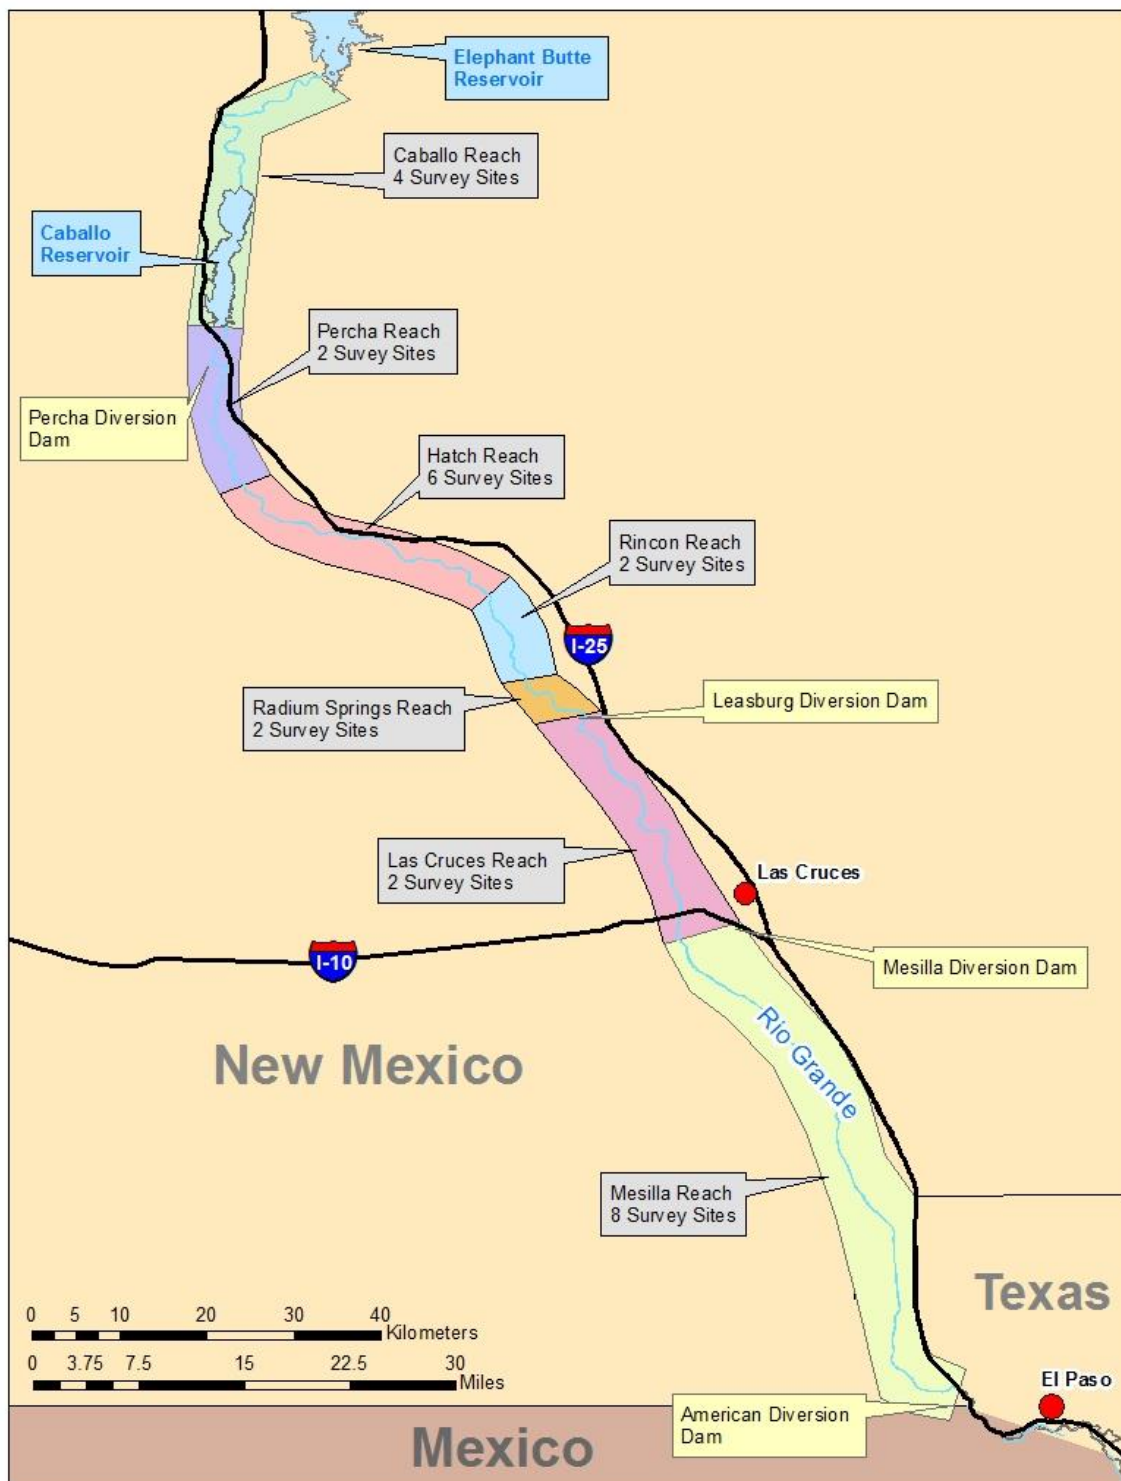 Elephant Butte
Reservoir
Caballo Reach
4 Survey Sites
Caballo
Reservoir
Percha Reach
2 Suvey Sites
Percha Diversion
Dam
Hatch Reach
6 Survey Sites
Rincon Reach
2 Survey Sites
I-25
Radium Springs Reach
2 Survey Sites
Leasburg Diversion Dam
Las Cruces Reach
2 Survey Sites
Las Cruces
I-10
Mesilla Diversion Dam
New Mexico
Rio Grande
Mesilla Reach
8 Survey Sites
Texas
0 5 10 20 30 40
Kilometers
0 3.75 7.5 15 22.5 30
Miles
El Paso
American Diversion
Dam
Mexico